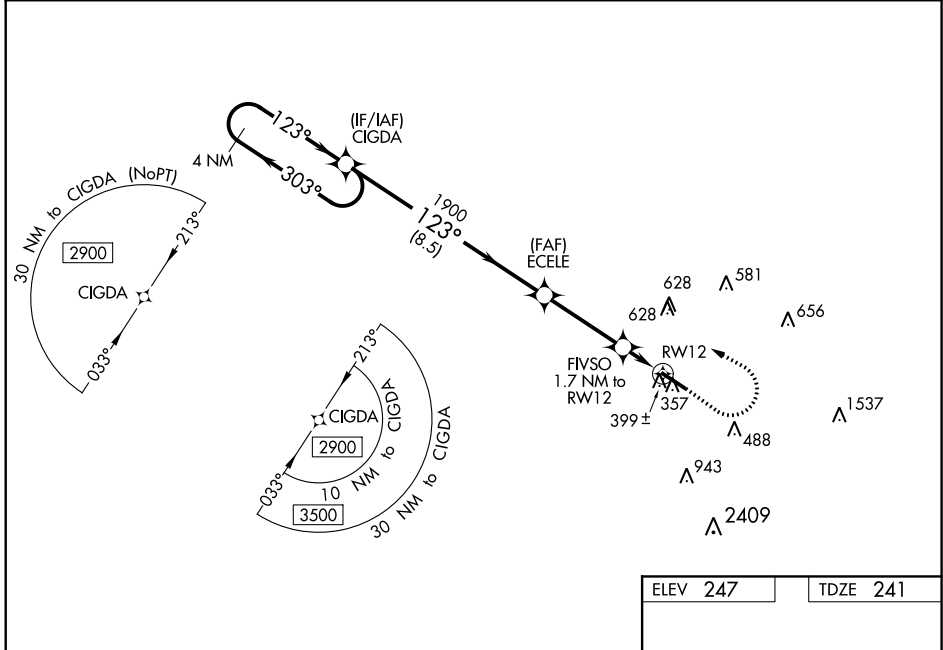 (IF/IAF)
CIGDA
123°
4 NM
303°
30 NM to CIGDA (NoPT)
213°
2900
CIGDA
033°
1900
123°
(8.5)
(FAF)
ECELE
628
628
581
656
RW12
FIVSO
1.7 NM to
RW12
357
399±
1537
488
943
2409
213°
CIGDA
2900
10 NM to CIGDA
033°
3500
30 NM to CIGDA
ELEV 247
TDZE 241